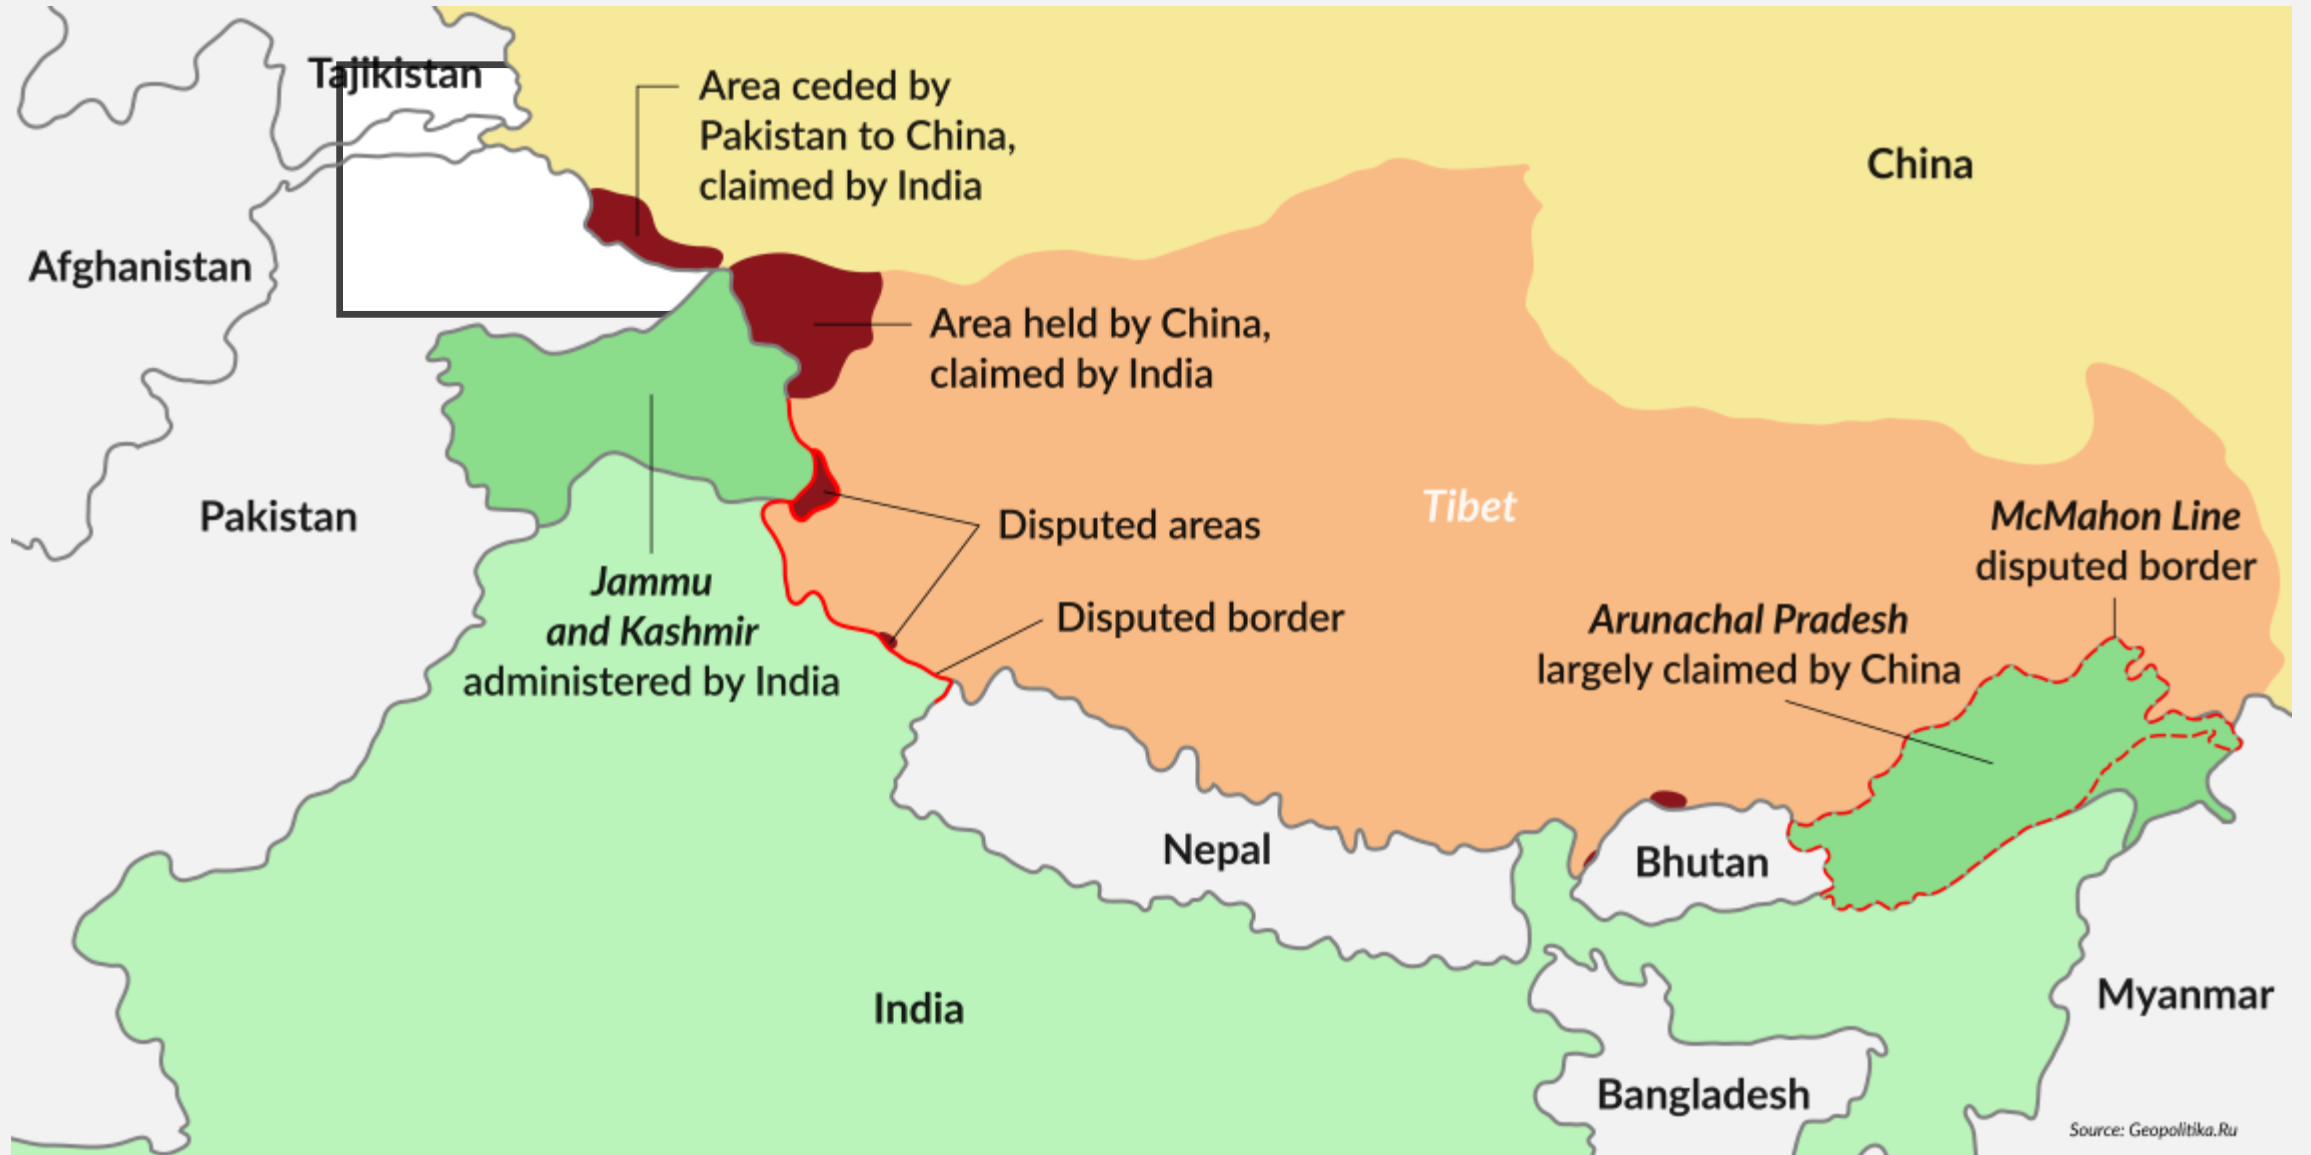 Tajikistan
Area ceded by
Pakistan to China,
claimed by India
China
Afghanistan
Area held by China,
claimed by India
Pakistan
Tibet
Disputed areas
McMahon Line
disputed border
Jammu
and Kashmir
administered by India
Disputed border
Arunachal Pradesh
largely claimed by China
Nepal
Bhutan
India
Myanmar
Bangladesh
Source: Geopolitika.Ru